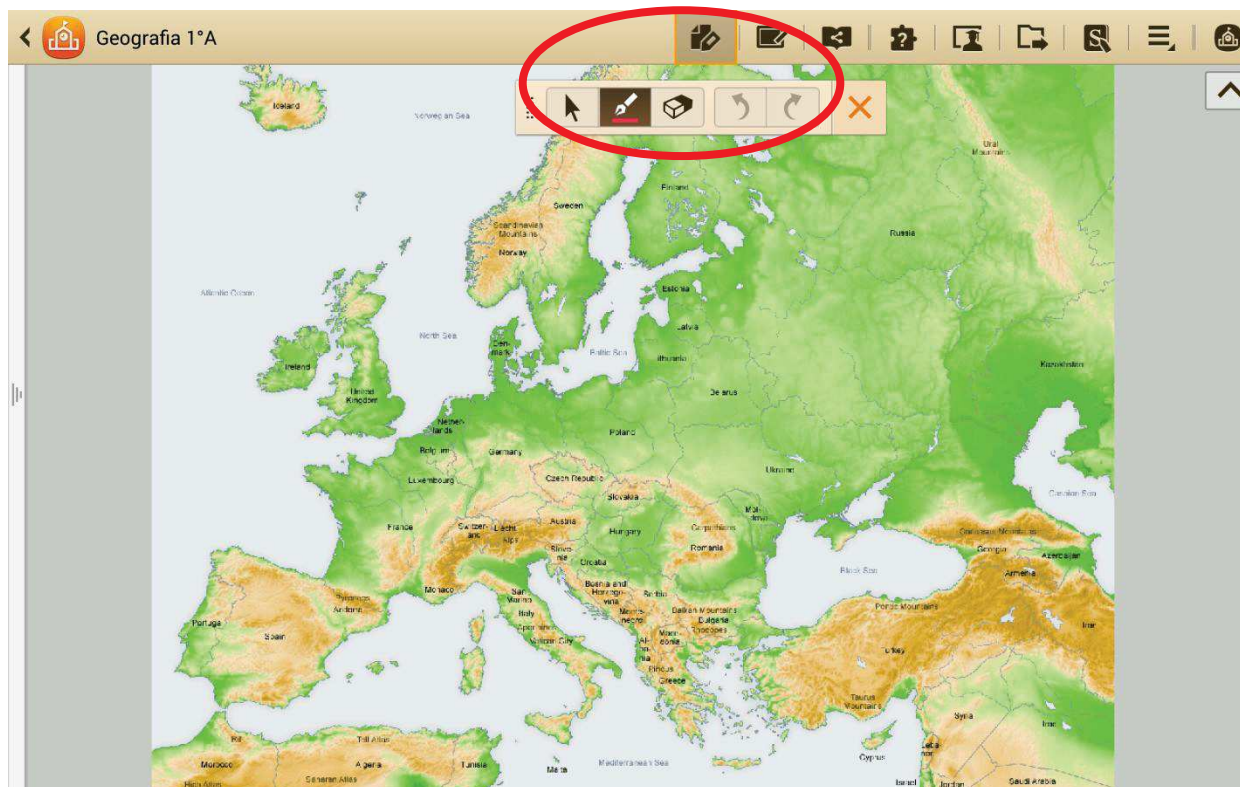 Geografia 1°A
Iceland
Norwegian Sea
Ural
Mountains
Finland
Sweden
Scandinavian
Mountains
Norway
Russia
Atlantic Ocean
Estonia
North Sea
Latvia
Den-
mark
Baltic Sea
lithuania
Ireland
Kazakhstan
United
Kingdom
Belarus
Nether-
lands
Poland
Belgium
Germany
Ukraine
Luxembourg
Czech Republic
Slovakia
Caspian Sea
Mol-
dova
France
Switzer-
land
Liecht
Austria
Alps
Hungary
Carpathians
Caucasus Mountains
Slove-
nia
Romania
Georgia
Croatia
Azerbaijan
Black Sea
Armenia
Monaco
San
Marino
Bosnia and
Herzego-
vina
Serbia
Pyrenees
Andorra
Italy
Monte-
negro
Balkan Mountains
Bulgaria
Pontic Mountains
Portugal
Spain
Apennines
Vatican City
Al-
ba-
nia
Mace-
donia
Rhodopes
Iran
Turkey
Pindus
Greece
Taurus
Mountains
Syria
Iraq
Rif
Tell Atlas
Leba-
non
Morocco
Algeria
Tunisia
Malta
Mediterranean Sea
Cyprus
High Atlas
Saharan Atlas
Israel
Jordan
Saudi Arabia